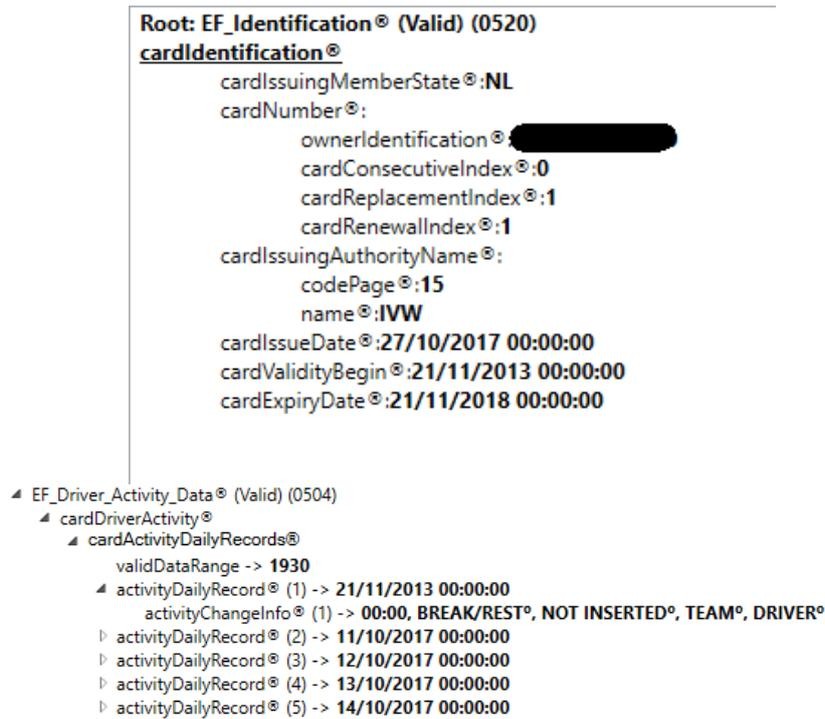 Root: EF_Identification® (Valid) (0520)
cardIdentification®
cardIssuingMemberState®:NL
cardNumber®:
ownerIdentification®:
cardConsecutiveIndex®:0
cardReplacementIndex®:1
cardRenewalIndex®:1
cardIssuingAuthorityName®:
codePage®:15
name®:IVW
cardIssueDate®:27/10/2017 00:00:00
cardValidityBegin®:21/11/2013 00:00:00
cardExpiryDate®:21/11/2018 00:00:00
EF_Driver_Activity_Data® (Valid) (0504)
cardDriverActivity®
cardActivityDailyRecords®
validDataRange -> 1930
activityDailyRecord® (1) -> 21/11/2013 00:00:00
activityChangeInfo® (1) -> 00:00, BREAK/RESTº, NOT INSERTEDº, TEAMº, DRIVERº
activityDailyRecord® (2) -> 11/10/2017 00:00:00
activityDailyRecord® (3) -> 12/10/2017 00:00:00
activityDailyRecord® (4) -> 13/10/2017 00:00:00
activityDailyRecord® (5) -> 14/10/2017 00:00:00